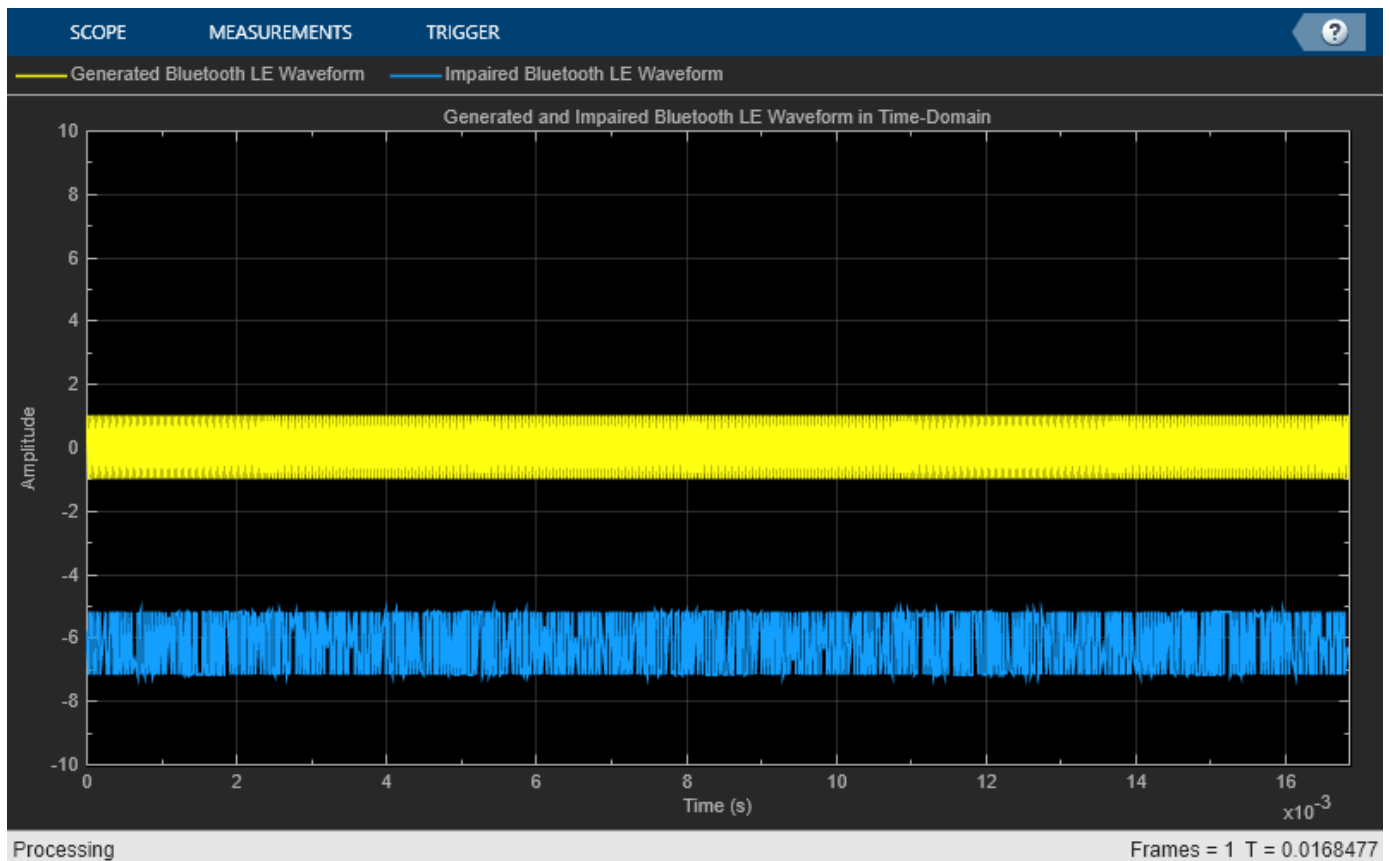 SCOPE MEASUREMENTS TRIGGER ?
Generated Bluetooth LE Waveform Impaired Bluetooth LE Waveform
Generated and Impaired Bluetooth LE Waveform in Time-Domain
10
8
6
4
2
0
-2
-4
-6
-8
-10
Amplitude
0 2 4 6 8 10 12 14 16
Time (s)
x10-3
Processing Frames = 1 T = 0.0168477